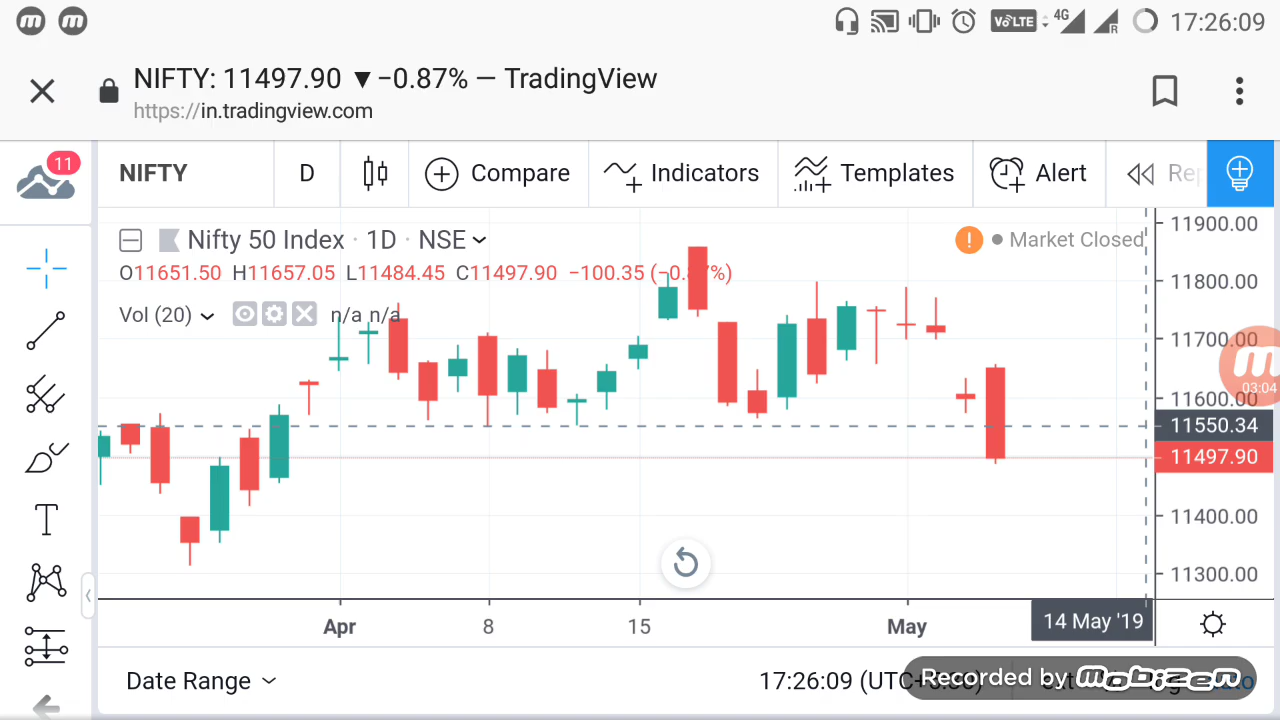 17:26:09
NIFTY: 11497.90 ▼−0.87% — TradingView
https://in.tradingview.com
11
NIFTY D Compare Indicators Templates Alert
Nifty 50 Index · 1D · NSE
Market Closed
O11651.50 H11657.05 L11484.45 C11497.90 −100.35
Vol (20) n/a n/a
11900.00
11800.00
11700.00
03:04
11600.00
11550.34
11497.90
11400.00
11300.00
Apr 8 15 May 14 May '19
Date Range 17:26:09
Recorded by mobizen
VoLTE 4G R